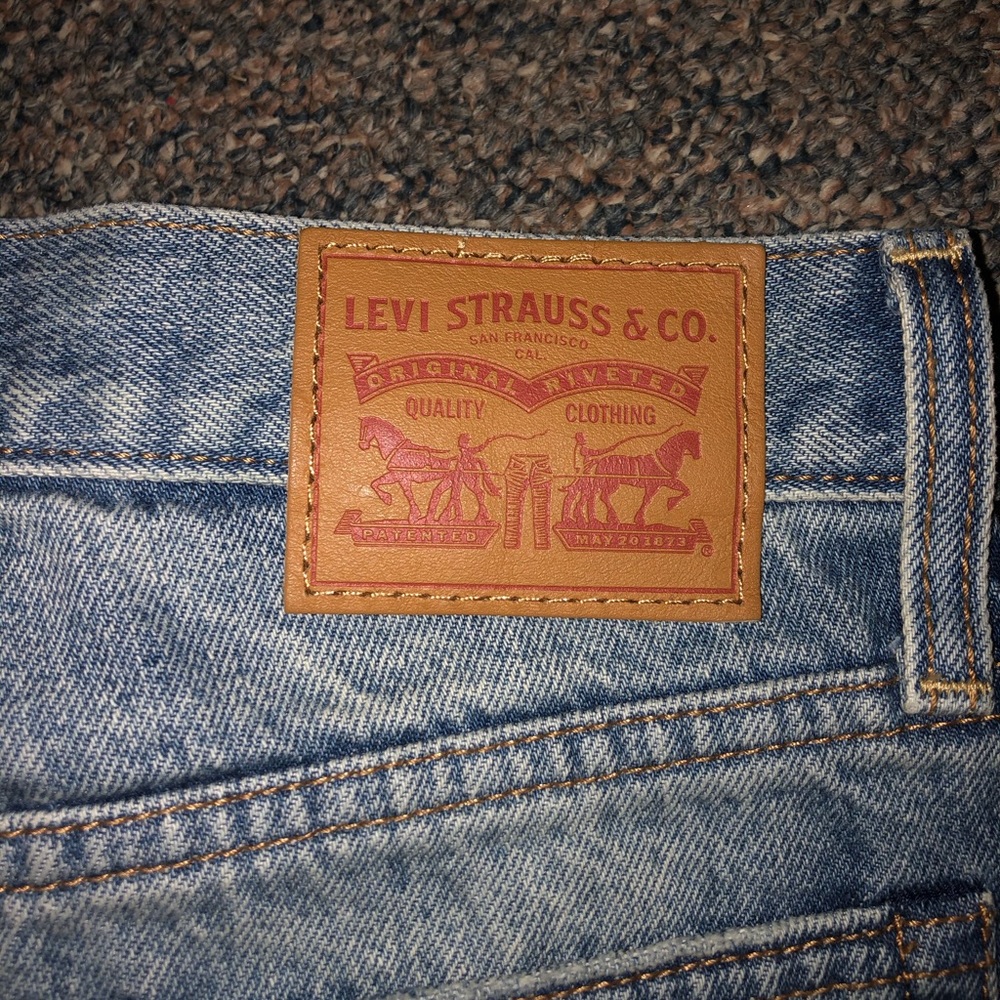 LEVI STRAUSS & CO.
SAN FRANCISCO
CAL.
ORIGINAL RIVETED
QUALITY CLOTHING
PATENTED MAY 20 1873 ©